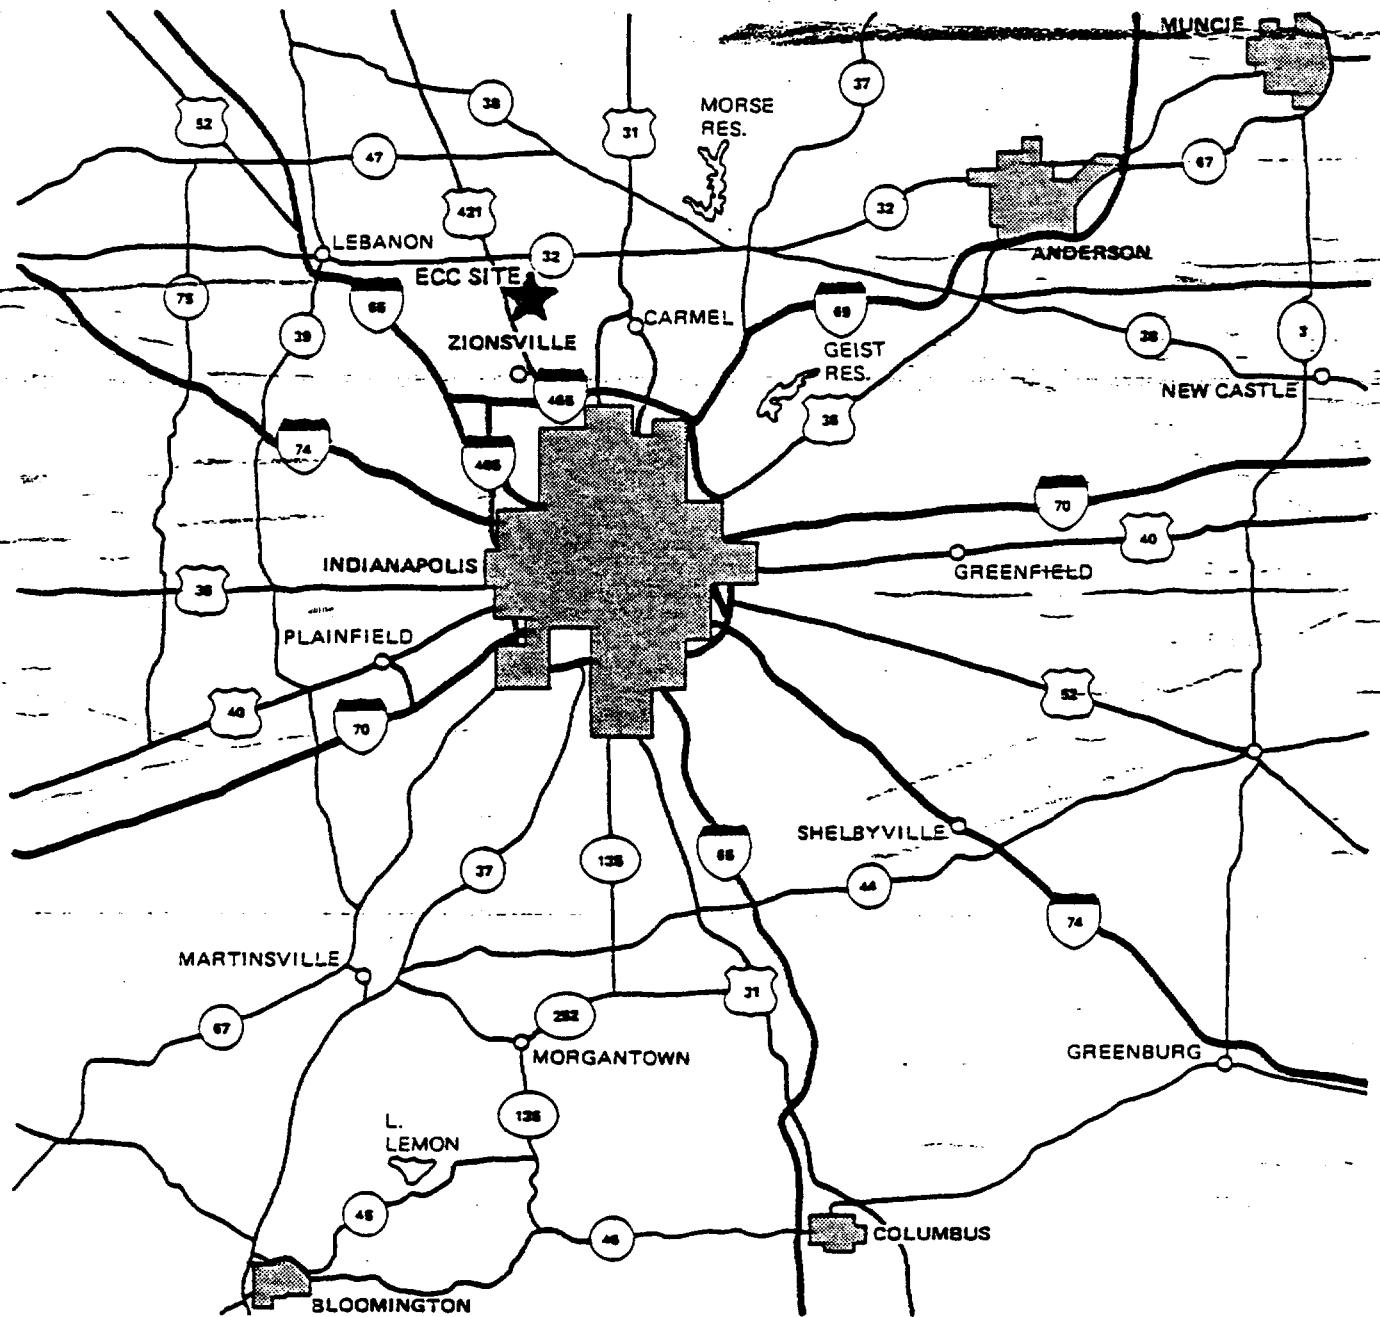 MUNCIE
37
38
MORSE
RES.
52
31
47
67
32
421
LEBANON
32
ANDERSON
ECC SITE
75
65
69
CARMEL
39
3
38
ZIONSVILLE
GEIST
RES.
NEW CASTLE
465
36
74
465
70
40
INDIANAPOLIS
GREENFIELD
36
PLAINFIELD
52
40
70
SHELBYVILLE
65
135
37
44
74
MARTINSVILLE
31
252
67
MORGANTOWN
GREENBURG
135
L.
LEMON
45
46
COLUMBUS
BLOOMINGTON